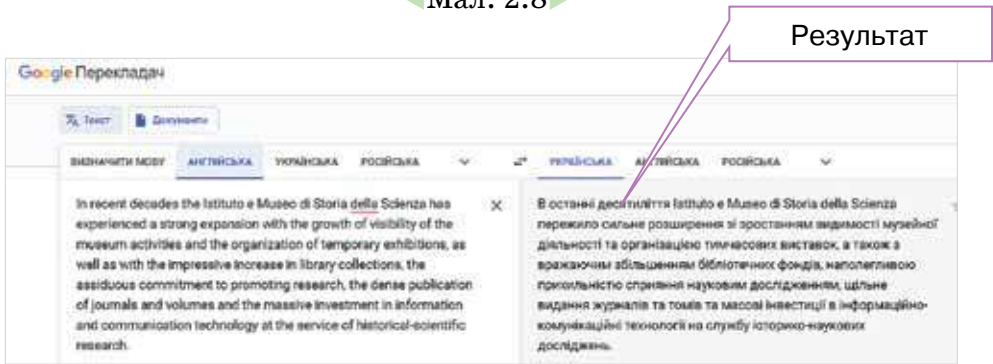 Мал. 2.8
Результат
Google Перекладач
Текст Документи
ВИЗНАЧИТИ МОВУ АНГЛІЙСЬКА УКРАЇНСЬКА РОСІЙСЬКА УКРАЇНСЬКА АНГЛІЙСЬКА РОСІЙСЬКА
In recent decades the Istituto e Museo di Storia della Scienza has
experienced a strong expansion with the growth of visibility of the
museum activities and the organization of temporary exhibitions, as
well as with the impressive increase in library collections, the
assiduous commitment to promoting research, the dense publication
of journals and volumes and the massive investment in information
and communication technology at the service of historical-scientific
research.
В останні десятиліття Istituto e Museo di Storia della Scienza
пережило сильне розширення зі зростанням видимості музейної
діяльності та організацією тимчасових виставок, а також з
вражаючим збільшенням бібліотечних фондів, наполегливою
прихильністю сприяння науковим дослідженням, щільне
видання журналів та томів та масові інвестиції в інформаційно-
комунікаційні технології на службу історико-наукових
досліджень.